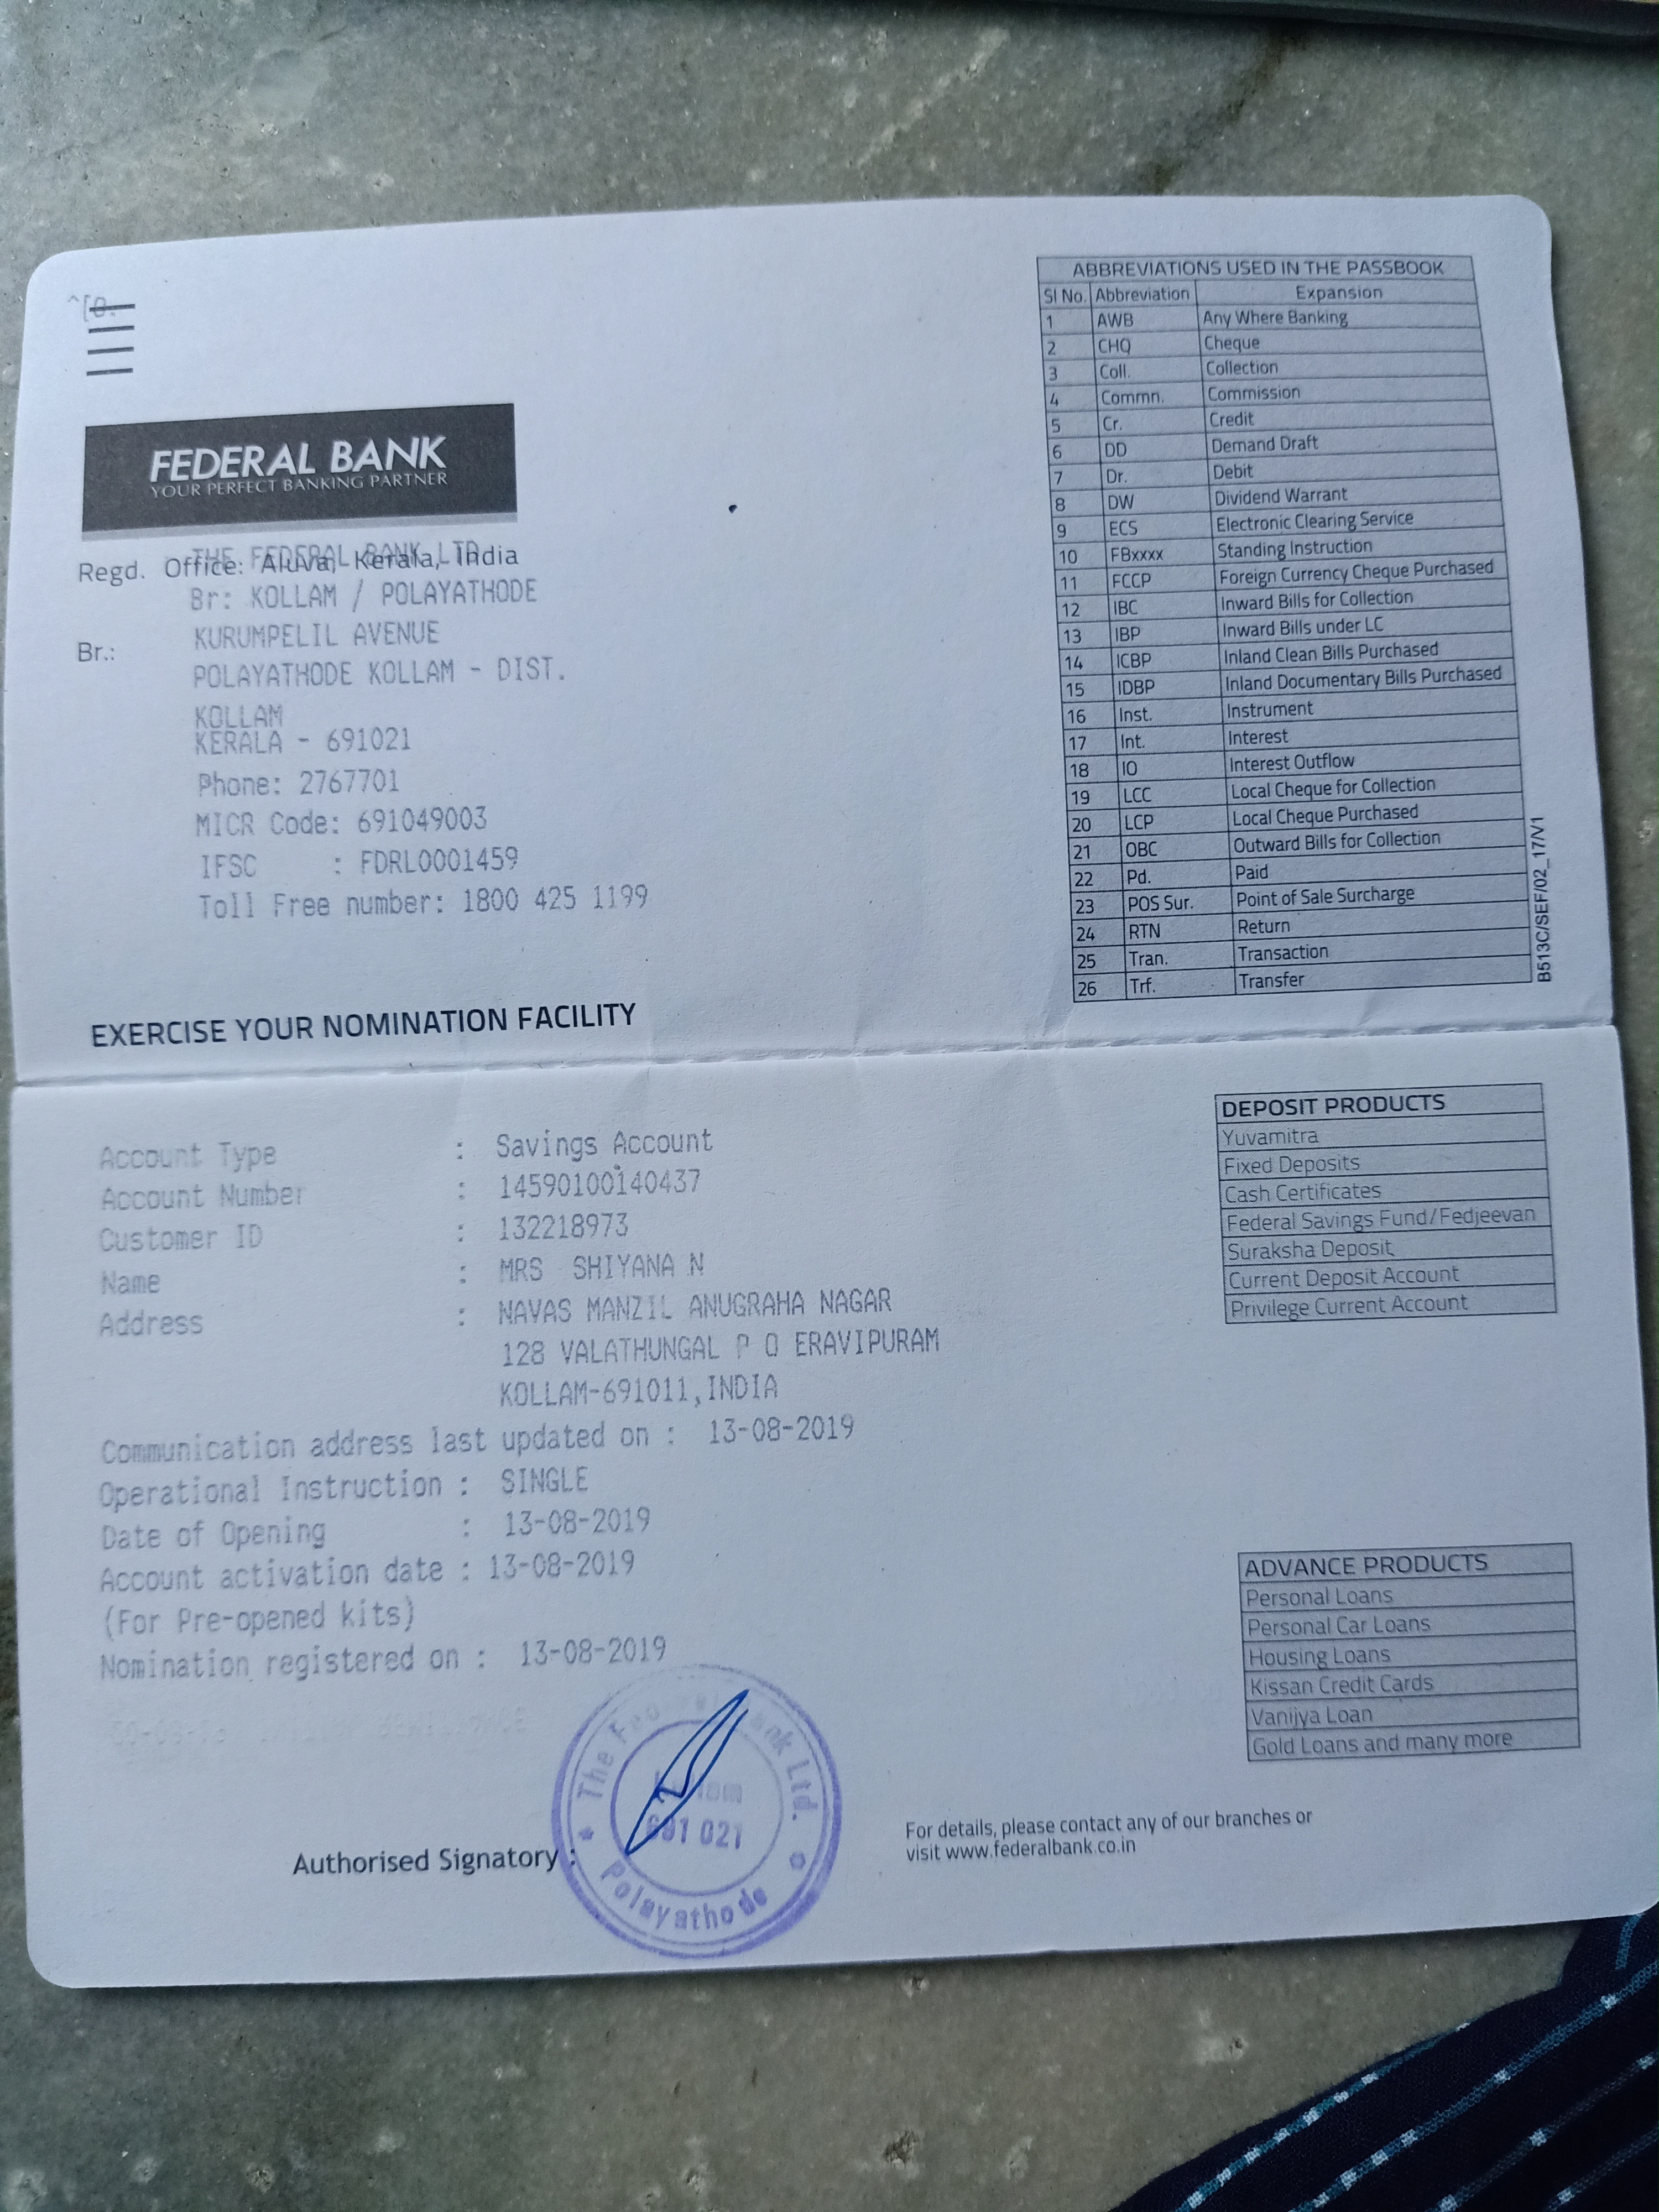 FEDERAL BANK
YOUR PERFECT BANKING PARTNER
THE FEDERAL BANK LTD
Regd. Office: Aluva, Kerala, India
Br: KOLLAM / POLAYATHODE
Br.: KURUMPELIL AVENUE
POLAYATHODE KOLLAM - DIST.
KOLLAM
KERALA - 691021
Phone: 2767701
MICR Code: 691049003
IFSC : FDRL0001459
Toll Free number: 1800 425 1199
EXERCISE YOUR NOMINATION FACILITY
ABBREVIATIONS USED IN THE PASSBOOK
Sl No. Abbreviation Expansion
1 AWB Any Where Banking
2 CHQ Cheque
3 Coll. Collection
4 Commn. Commission
5 Cr. Credit
6 DD Demand Draft
7 Dr. Debit
8 DW Dividend Warrant
9 ECS Electronic Clearing Service
10 FBxxxx Standing Instruction
11 FCCP Foreign Currency Cheque Purchased
12 IBC Inward Bills for Collection
13 IBP Inward Bills under LC
14 ICBP Inland Clean Bills Purchased
15 IDBP Inland Documentary Bills Purchased
16 Inst. Instrument
17 Int. Interest
18 IO Interest Outflow
19 LCC Local Cheque for Collection
20 LCP Local Cheque Purchased
21 OBC Outward Bills for Collection
22 Pd. Paid
23 POS Sur. Point of Sale Surcharge
24 RTN Return
25 Tran. Transaction
26 Trf. Transfer
B513C/SEF/02_17/V1
Account Type : Savings Account
Account Number : 14590100140437
Customer ID : 132218973
Name : MRS SHIYANA N
Address : NAVAS MANZIL ANUGRAHA NAGAR
128 VALATHUNGAL P O ERAVIPURAM
KOLLAM-691011,INDIA
Communication address last updated on : 13-08-2019
Operational Instruction : SINGLE
Date of Opening : 13-08-2019
Account activation date : 13-08-2019
(For Pre-opened kits)
Nomination registered on : 13-08-2019
Authorised Signatory :
The Federal Bank Ltd.
691 021
Polayathode
DEPOSIT PRODUCTS
Yuvamitra
Fixed Deposits
Cash Certificates
Federal Savings Fund/Fedjeevan
Suraksha Deposit
Current Deposit Account
Privilege Current Account
ADVANCE PRODUCTS
Personal Loans
Personal Car Loans
Housing Loans
Kissan Credit Cards
Vanijya Loan
Gold Loans and many more
For details, please contact any of our branches or
visit www.federalbank.co.in